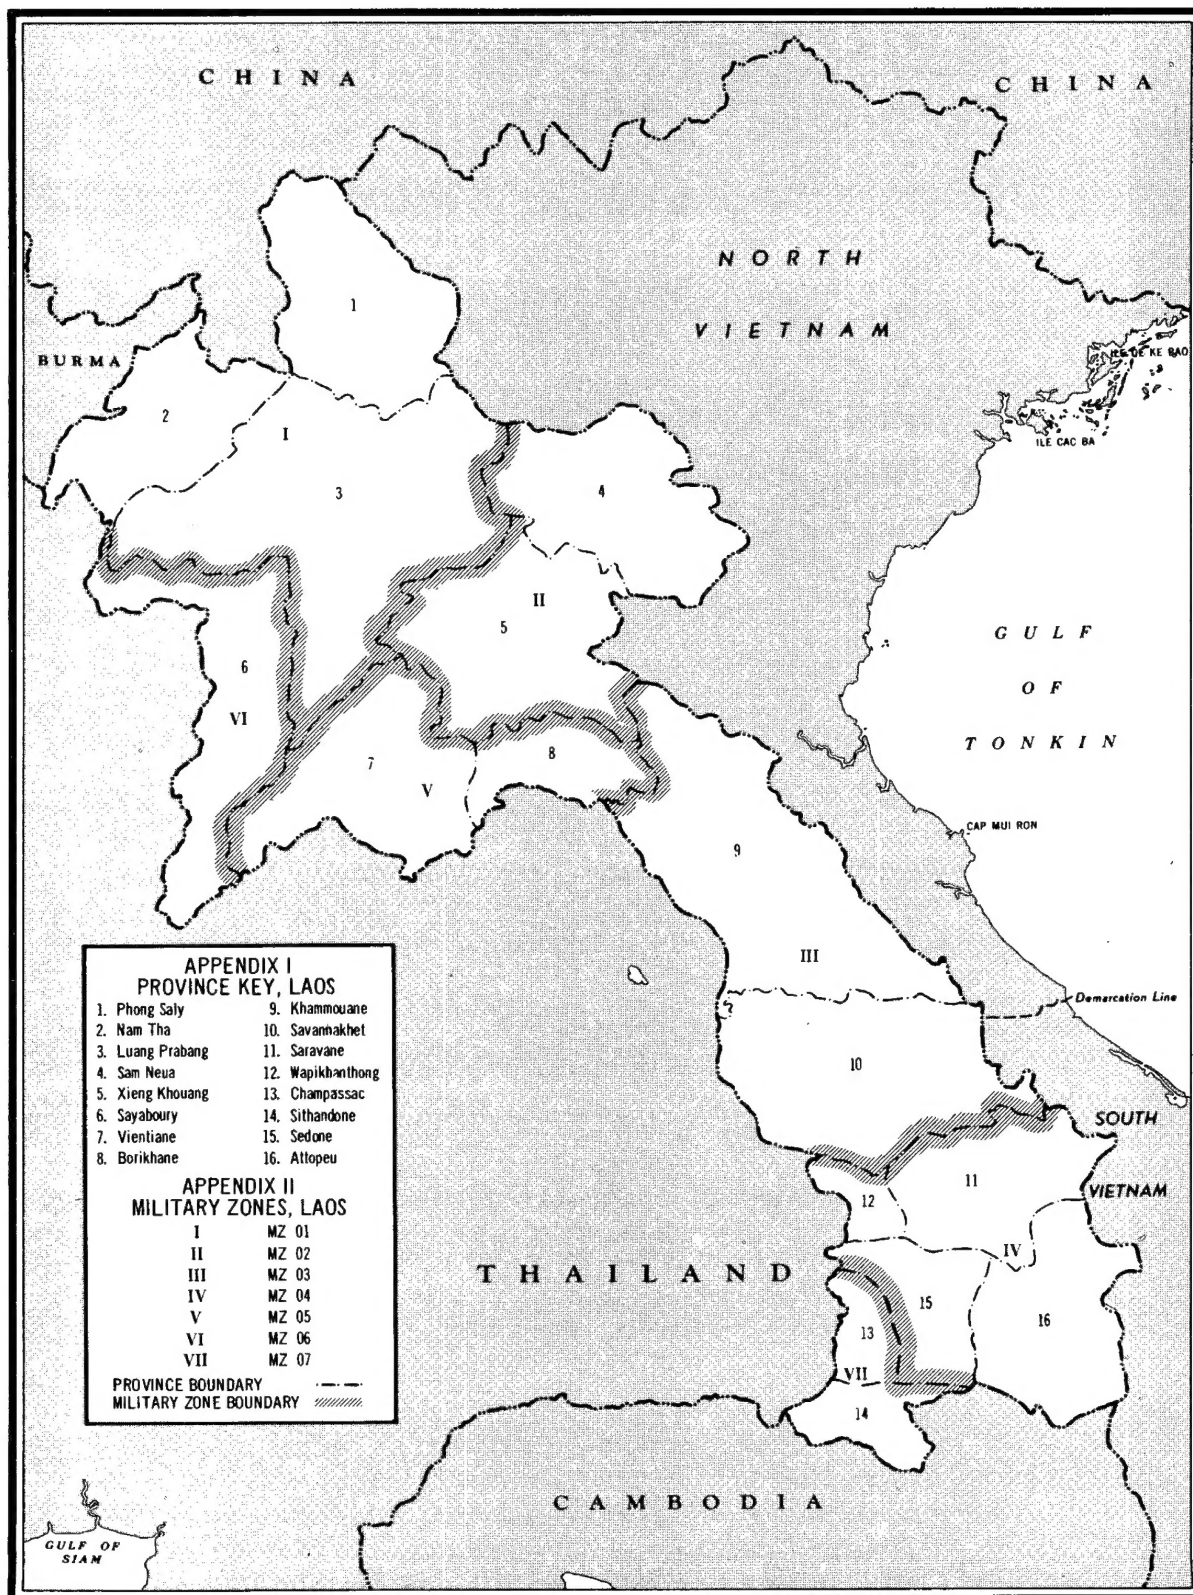 CHINA
CHINA
NORTH
VIETNAM
BURMA
ILE DE KE BAO
ILE CAC BA
1
2
I
3
4
II
5
6
VI
GULF
OF
TONKIN
7
V
8
CAP MUI RON
9
III
Demarcation Line
10
SOUTH
VIETNAM
11
12
IV
THAILAND
15
16
13
VII
14
CAMBODIA
GULF OF
SIAM
APPENDIX I
PROVINCE KEY, LAOS
1. Phong Saly 9. Khammouane
2. Nam Tha 10. Savannakhet
3. Luang Prabang 11. Saravane
4. Sam Neua 12. Wapikhanthong
5. Xieng Khouang 13. Champassac
6. Sayaboury 14. Sithandone
7. Vientiane 15. Sedone
8. Borikhane 16. Attopeu
APPENDIX II
MILITARY ZONES, LAOS
I MZ 01
II MZ 02
III MZ 03
IV MZ 04
V MZ 05
VI MZ 06
VII MZ 07
PROVINCE BOUNDARY
MILITARY ZONE BOUNDARY